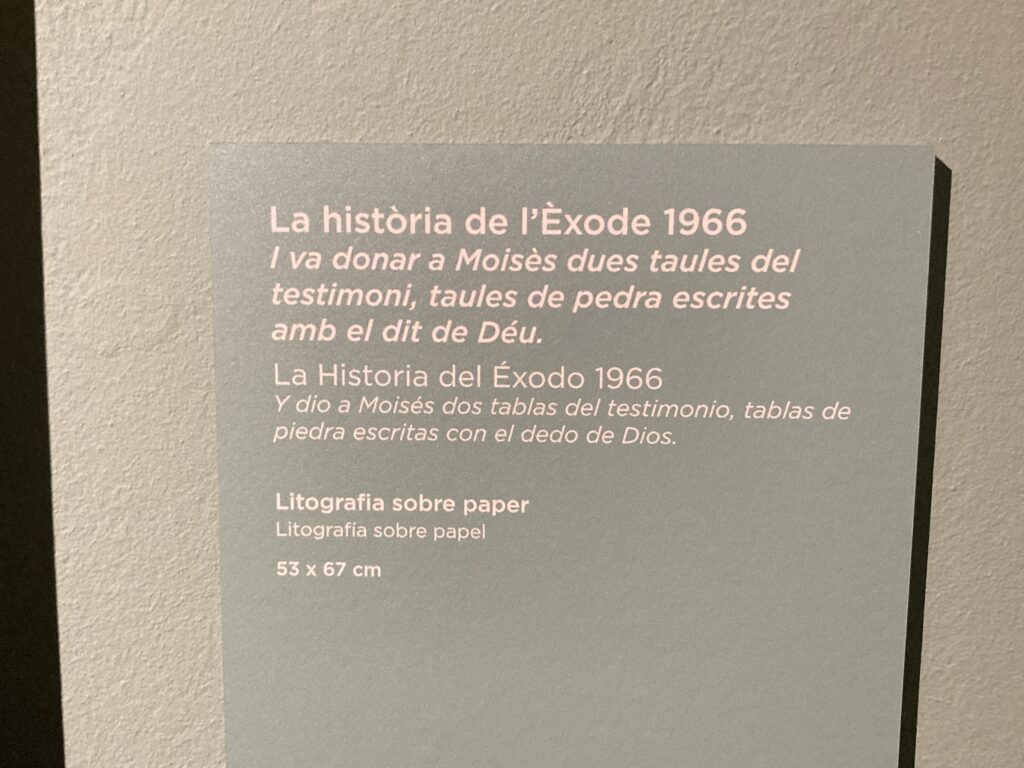 La història de l'Èxode 1966
I va donar a Moisès dues taules del
testimoni, taules de pedra escrites
amb el dit de Déu.
La Historia del Éxodo 1966
Y dio a Moisés dos tablas del testimonio, tablas de
piedra escritas con el dedo de Dios.
Litografia sobre paper
Litografía sobre papel
53 x 67 cm